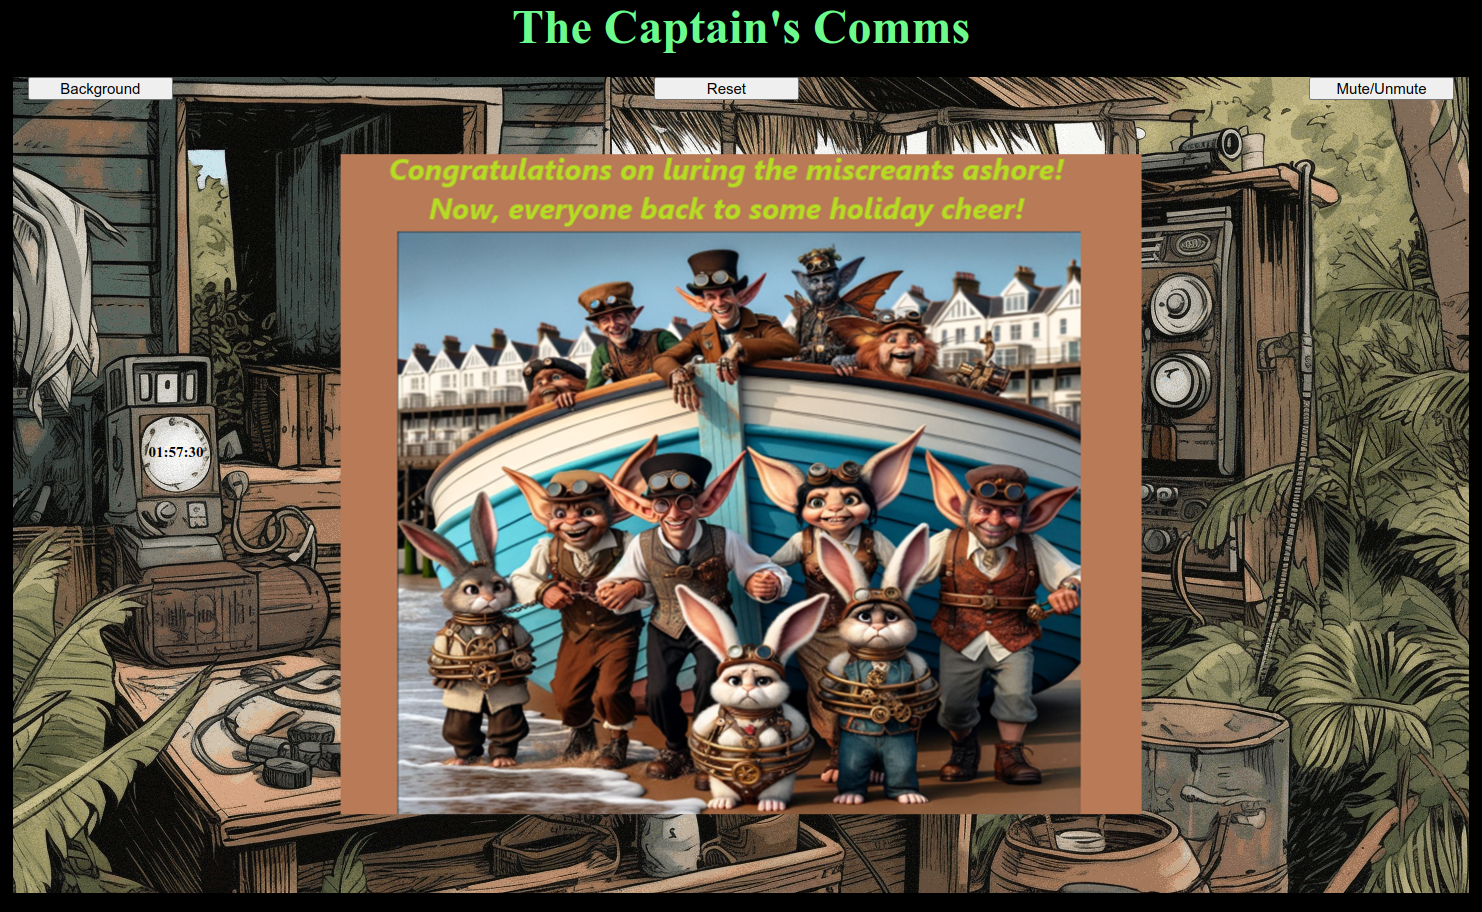 The Captain's Comms
Background
Reset
Mute/Unmute
Congratulations on luring the miscreants ashore!
Now, everyone back to some holiday cheer!
01:57:30